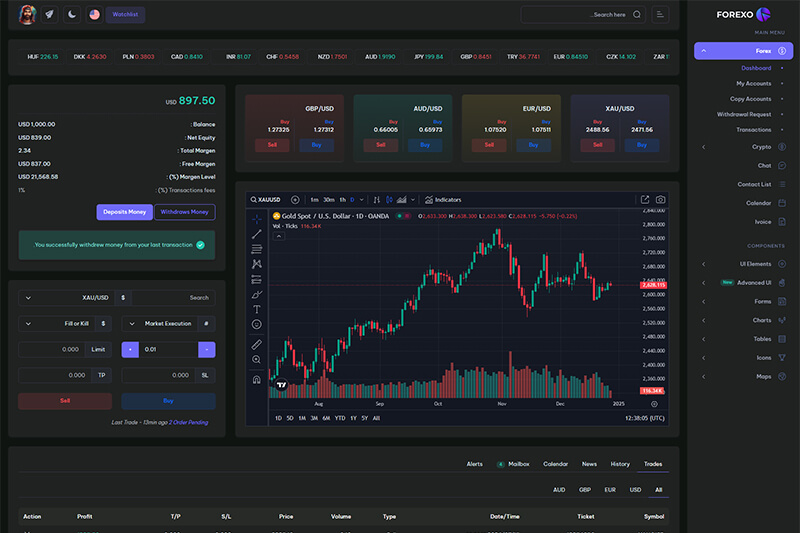 Watchlist
...Search here
FOREXO
MAIN MENU
Forex
Dashboard
My Accounts
Copy Accounts
Withdrawal Request
Transactions
Crypto
Chat
Contact List
Calendar
Ivoice
COMPONENTS
UI Elements
New Advanced UI
Forms
Charts
Tables
Icons
Maps
HUF 226.15 DKK 4.2630 PLN 0.3803 CAD 0.8410 INR 81.07 CHF 0.5458 NZD 1.7501 AUD 1.9190 JPY 199.84 GBP 0.8451 TRY 36.7741 EUR 0.84510 CZK 14.102 ZAR
USD 897.50
USD 1,000.00 : Balance
USD 839.00 : Net Equity
2.34 : Total Margen
USD 837.00 : Free Margen
USD 21,568.58 : (%) Margen Level
1% : (%) Transactions fees
Deposits Money Withdraws Money
You successfully withdrew money from your last transaction
GBP/USD
Buy Buy
1.27325 1.27312
Sell Buy
AUD/USD
Buy Buy
0.66005 0.65973
Sell Buy
EUR/USD
Buy Buy
1.07520 1.07511
Sell Buy
XAU/USD
Buy Buy
2488.56 2471.56
Sell Buy
XAUUSD 1m 30m 1h D Indicators
Gold Spot / U.S. Dollar · 1D · OANDA O2,633.300 H2,638.300 L2,623.580 C2,628.115 -5.750 (-0.22%)
Vol · Ticks 116.34K
2,840.000
2,800.000
2,760.000
2,720.000
2,680.000
2,640.000
2,628.115
2,600.000
2,560.000
2,520.000
2,480.000
2,440.000
2,400.000
2,360.000
116.34K
Aug Sep Oct Nov Dec 2025
1D 5D 1M 3M 6M YTD 1Y 5Y All 12:38:05 (UTC)
XAU/USD $ Search
Fill or Kill $ Market Execution #
0.000 Limit + 0.01 -
0.000 TP 0.000 SL
Sell Buy
Last Trade - 13min ago 2 Order Pending
Alerts Mailbox Calendar News History Trades
AUD GBP EUR USD All
Action Profit T/P S/L Price Volume Type Date/Time Ticket Symbol